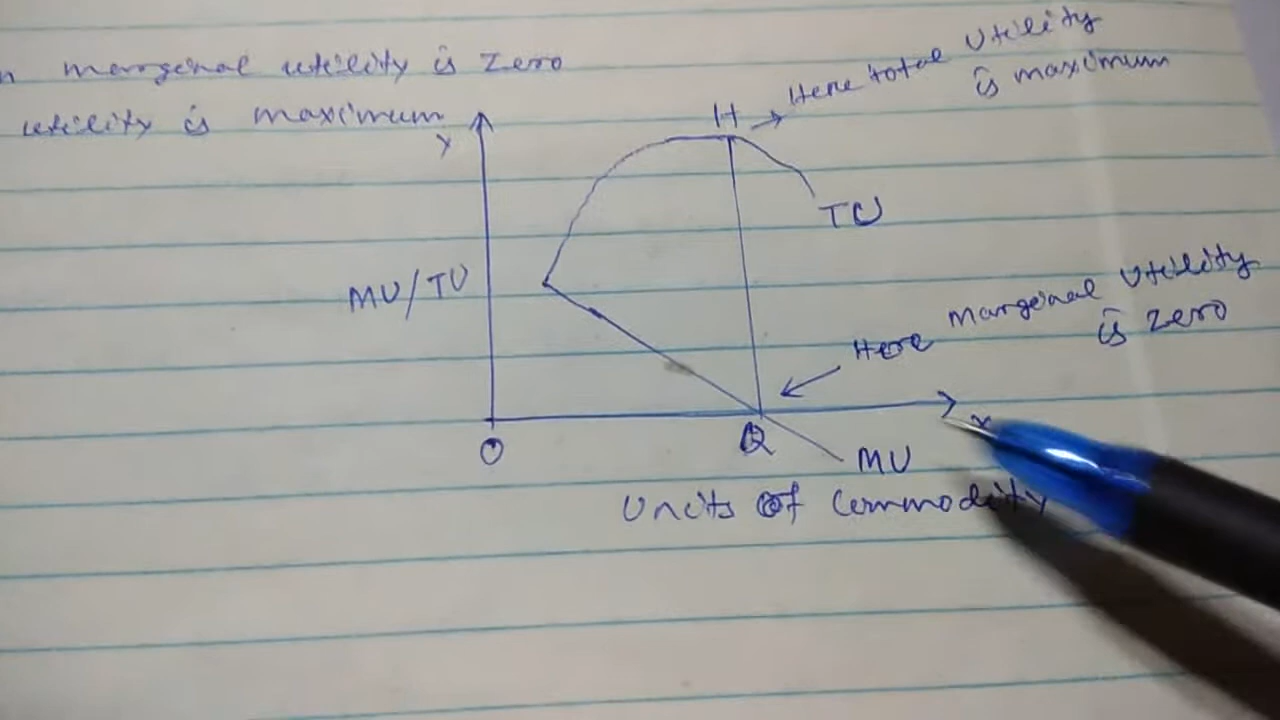 n marginal utility is zero
utility is maximum
Y
H → Here total utility
is maximum
TU
MU/TU
Here Marginal utility
is zero
X
O
Q
MU
Units of Commodity